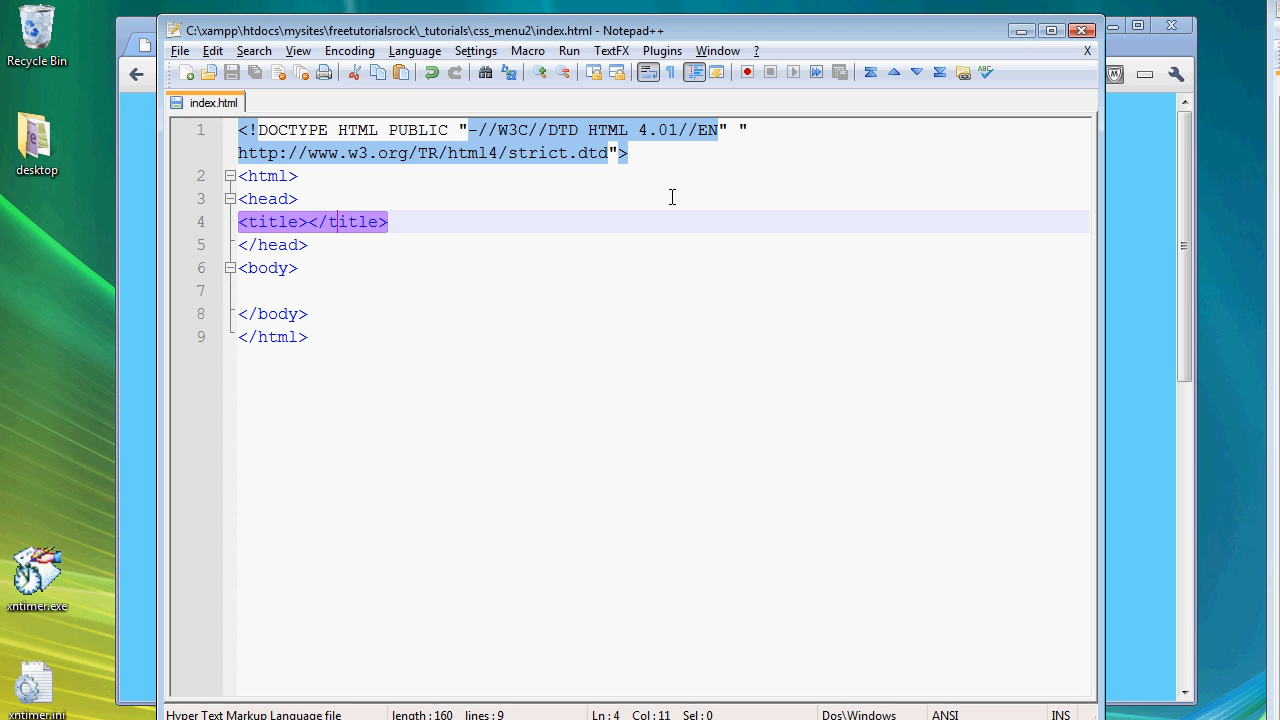 Recycle Bin
desktop
xntimer.exe
xntimer.ini
C:\xampp\htdocs\mysites\freetutorialsick\_tutorials\css_menu2\index.html - Notepad++
File Edit Search View Encoding Language Settings Macro Run TextFX Plugins Window ? X
index.html
1 <!DOCTYPE HTML PUBLIC "-//W3C//DTD HTML 4.01//EN" "
http://www.w3.org/TR/html4/strict.dtd">
2 <html>
3 <head>
4 <title></title>
5 </head>
6 <body>
7
8 </body>
9 </html>
Hyper Text Markup Language file length : 160 lines : 9 Ln : 4 Col : 11 Sel : 0 Dos\Windows ANSI INS